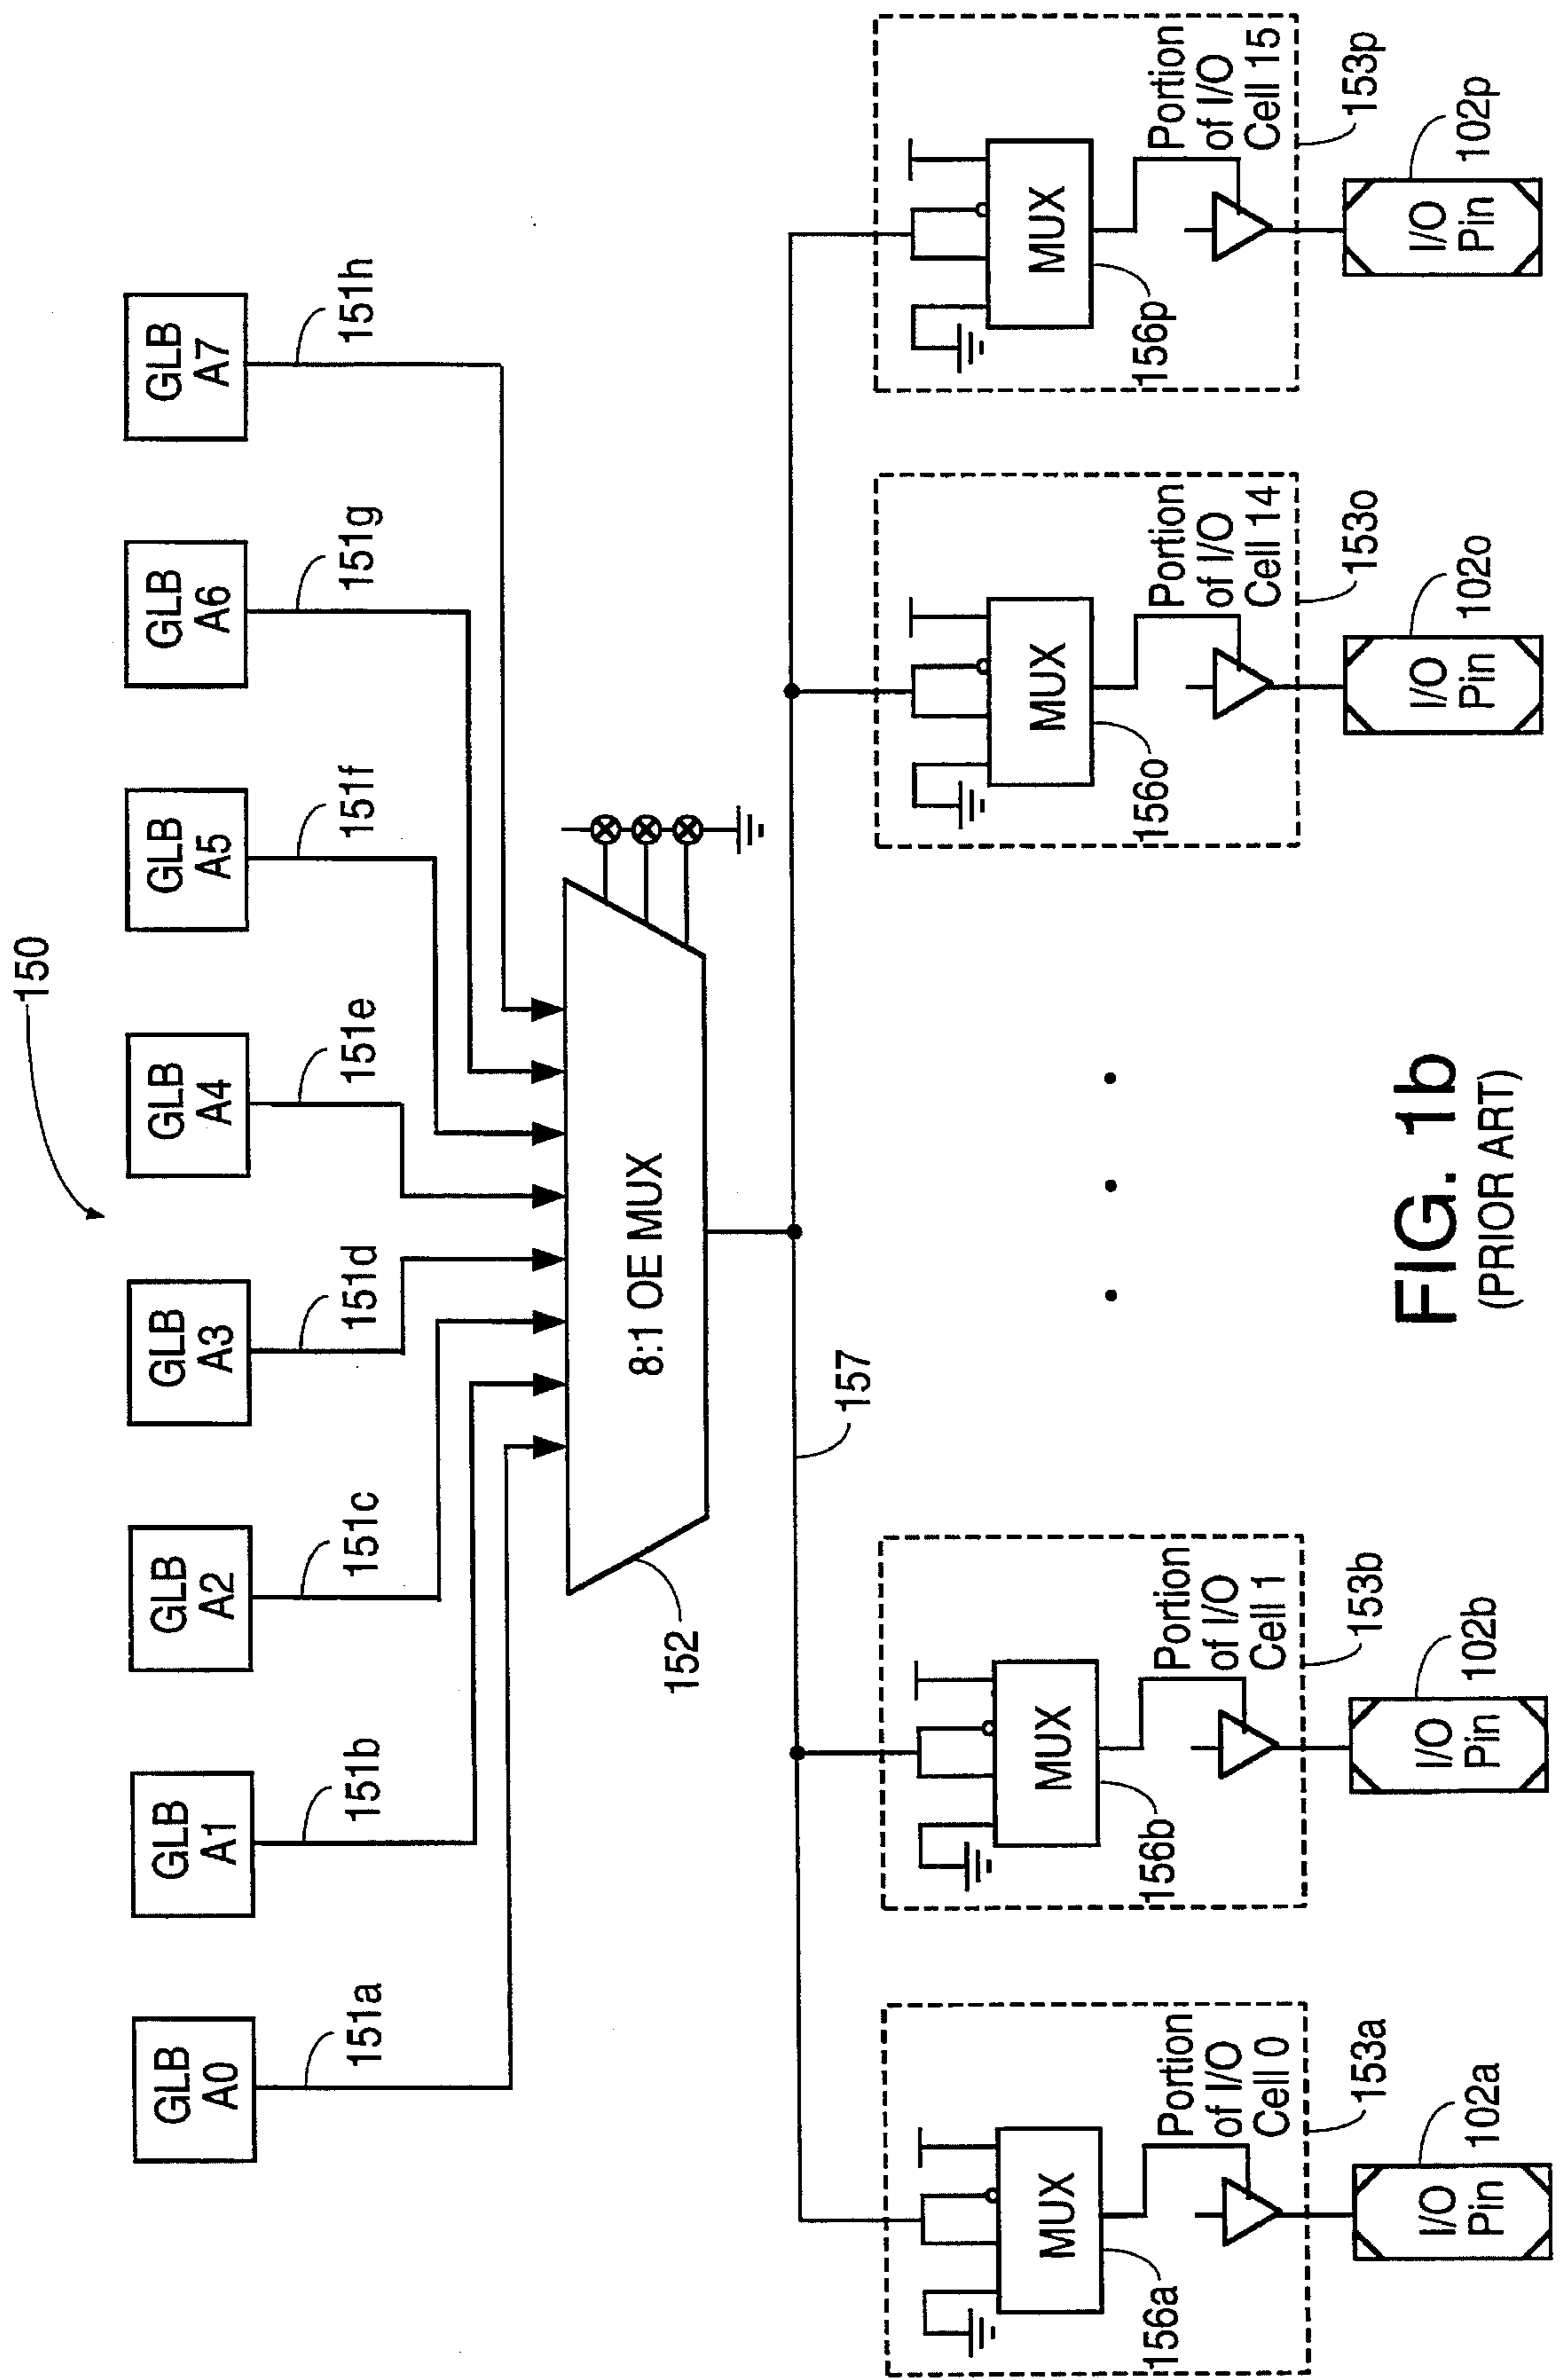 150
GLB
A0
GLB
A1
GLB
A2
GLB
A3
GLB
A4
GLB
A5
GLB
A6
GLB
A7
151a
151b
151c
151d
151e
151f
151g
151h
8:1 OE MUX
152
157
MUX
156a
Portion
of I/O
Cell 0
153a
I/O
Pin
102a
MUX
156b
Portion
of I/O
Cell 1
153b
I/O
Pin
102b
MUX
156o
Portion
of I/O
Cell 14
153o
I/O
Pin
102o
MUX
156p
Portion
of I/O
Cell 15
153p
I/O
Pin
102p
FIG. 1b
(PRIOR ART)